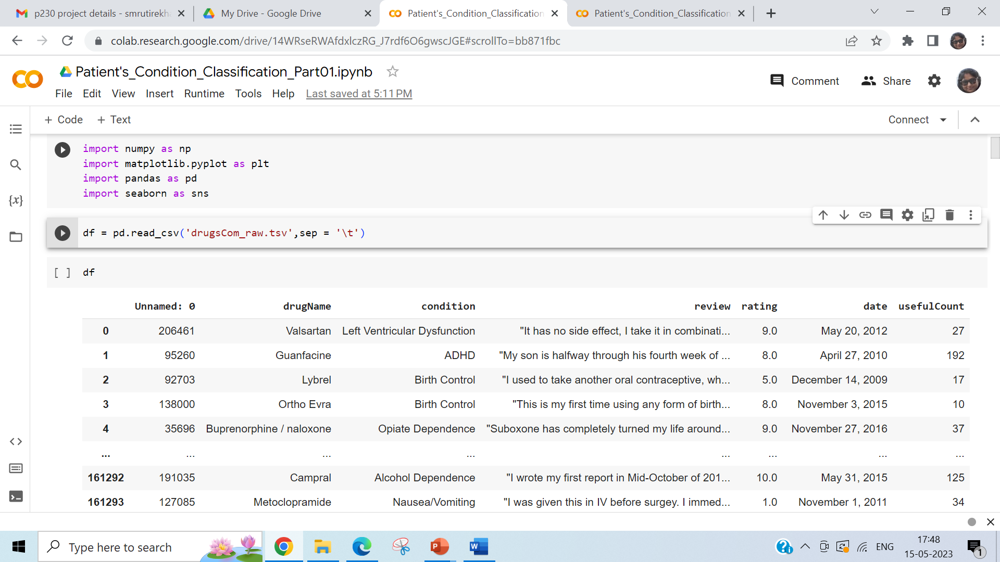 p230 project details - smrutirekh
My Drive - Google Drive
Patient's_Condition_Classification
Patient's_Condition_Classification
colab.research.google.com/drive/14WRseRWAfdxlczRG_J7rdf6O6gwscJGE#scrollTo=bb871fbc
Patient's_Condition_Classification_Part01.ipynb
Comment Share
File Edit View Insert Runtime Tools Help Last saved at 5:11 PM
+ Code + Text Connect
import numpy as np
import matplotlib.pyplot as plt
import pandas as pd
import seaborn as sns
{x}
df = pd.read_csv('drugsCom_raw.tsv',sep = '\t')
[ ] df
Unnamed: 0 drugName condition review rating date usefulCount
0 206461 Valsartan Left Ventricular Dysfunction "It has no side effect, I take it in combinati... 9.0 May 20, 2012 27
1 95260 Guanfacine ADHD "My son is halfway through his fourth week of ... 8.0 April 27, 2010 192
2 92703 Lybrel Birth Control "I used to take another oral contraceptive, wh... 5.0 December 14, 2009 17
3 138000 Ortho Evra Birth Control "This is my first time using any form of birth... 8.0 November 3, 2015 10
4 35696 Buprenorphine / naloxone Opiate Dependence "Suboxone has completely turned my life around... 9.0 November 27, 2016 37
... ... ... ... ... ... ... ...
161292 191035 Campral Alcohol Dependence "I wrote my first report in Mid-October of 201... 10.0 May 31, 2015 125
161293 127085 Metoclopramide Nausea/Vomiting "I was given this in IV before surgey. I immed... 1.0 November 1, 2011 34
Type here to search
ENG
17:48
15-05-2023
1